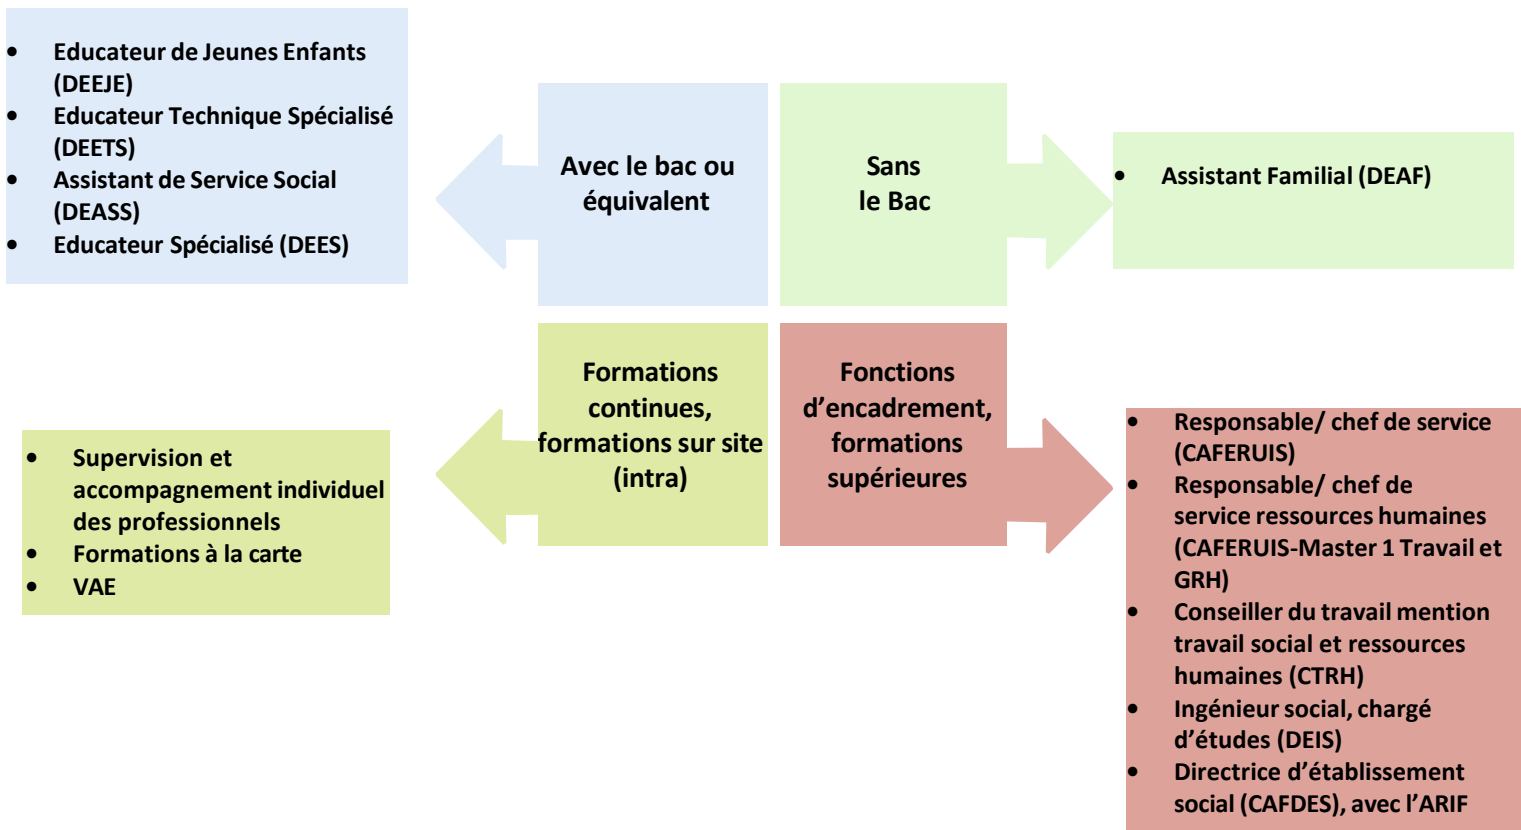 • Educateur de Jeunes Enfants
(DEEJE)
• Educateur Technique Spécialisé
(DEETS)
• Assistant de Service Social
(DEASS)
• Educateur Spécialisé (DEES)
Avec le bac ou
équivalent
Sans
le Bac
• Assistant Familial (DEAF)
Formations
continues,
formations sur site
(intra)
Fonctions
d’encadrement,
formations
supérieures
• Supervision et
accompagnement individuel
des professionnels
• Formations à la carte
• VAE
• Responsable/ chef de service
(CAFERUIS)
• Responsable/ chef de
service ressources humaines
(CAFERUIS-Master 1 Travail et
GRH)
• Conseiller du travail mention
travail social et ressources
humaines (CTRH)
• Ingénieur social, chargé
d’études (DEIS)
• Directrice d’établissement
social (CAFDES), avec l’ARIF